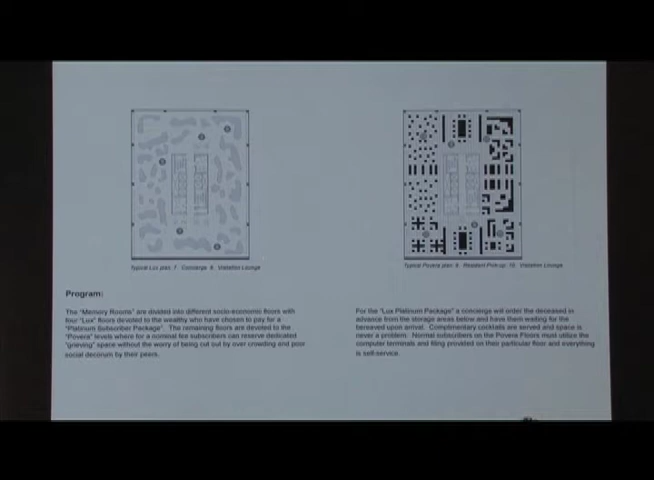 Typical Lux plan: 7. Concierge 8. Visitation Lounge
Typical Povera plan: 9. Resident Pick-up 10. Visitation Lounge
Program:
The "Memory Rooms" are divided into different socio-economic floors with
four "Lux" floors devoted to the wealthy who have chosen to pay for a
"Platinum Subscriber Package". The remaining floors are devoted to the
"Povera" levels where for a nominal fee subscribers can reserve dedicated
"grieving" space without the worry of being cut out by over crowding and poor
social decorum by their peers.
For the "Lux Platinum Package" a concierge will order the deceased in
advance from the storage areas below and have them waiting for the
bereaved upon arrival. Complimentary cocktails are served and space is
never a problem. Normal subscribers on the Povera Floors must utilize the
computer terminals and filing provided on their particular floor and everything
is self-service.